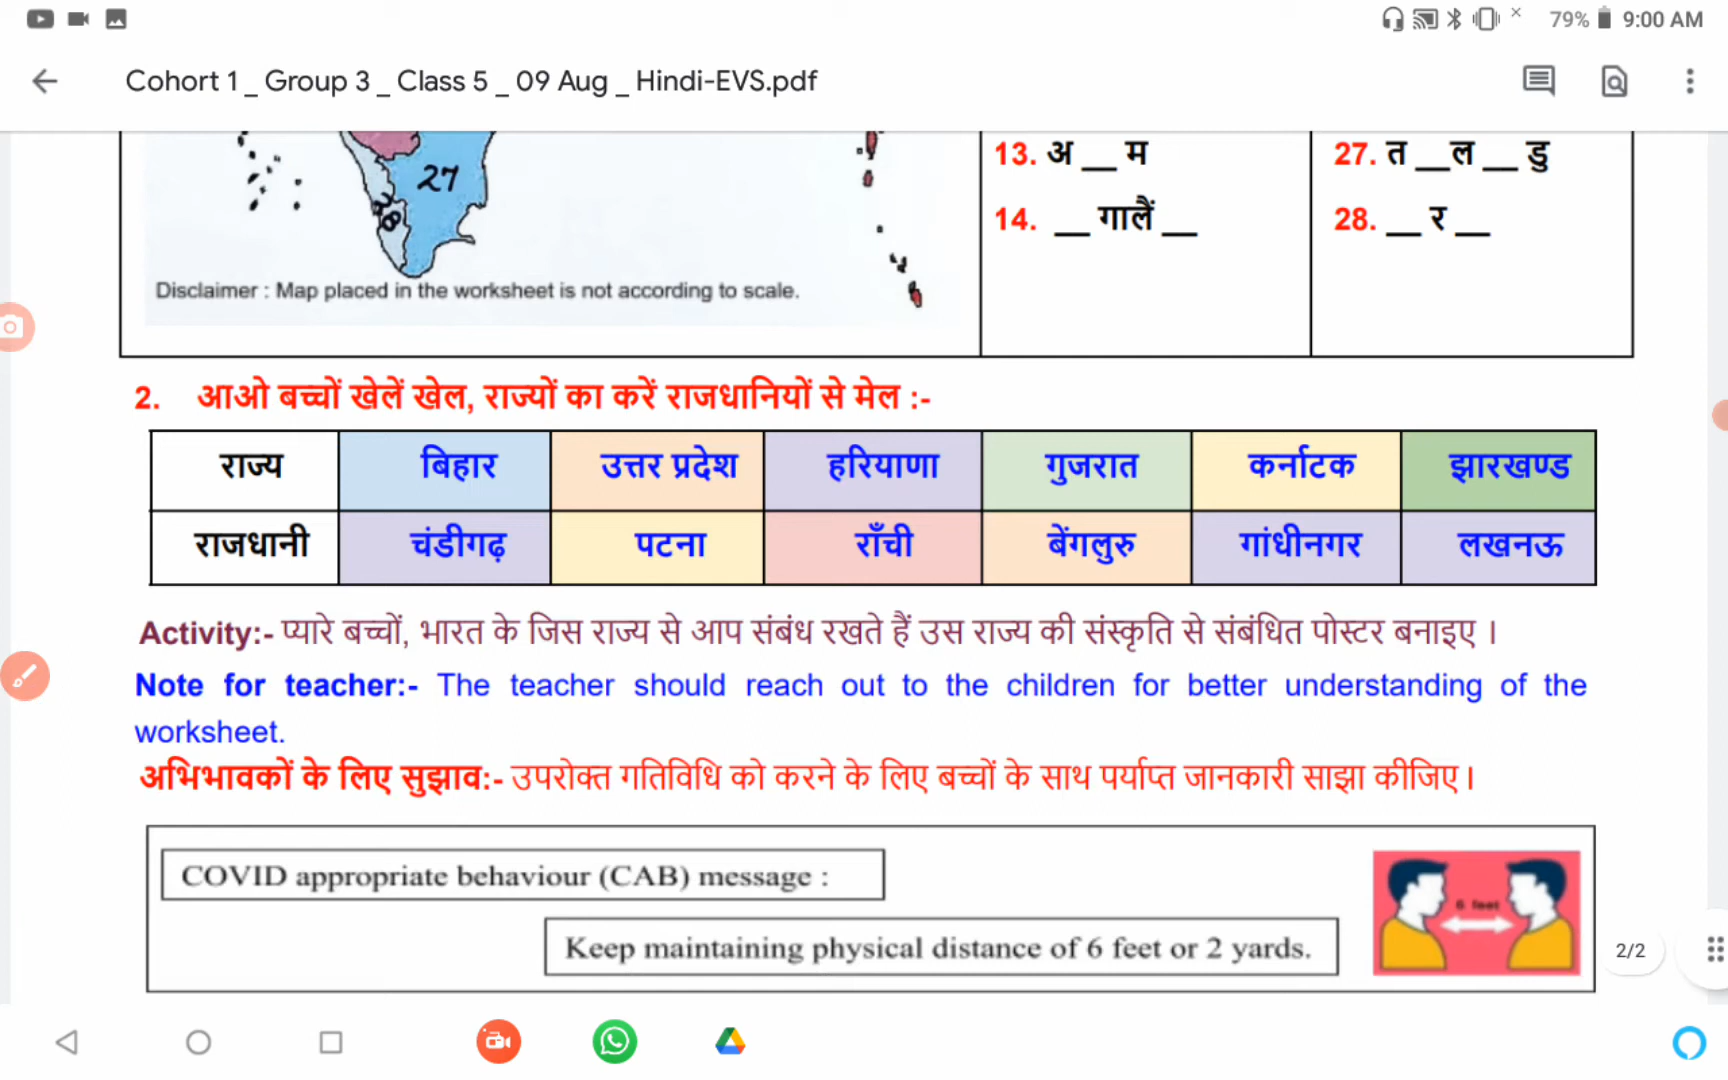 79% 9:00 AM
Cohort 1 _ Group 3 _ Class 5 _ 09 Aug _ Hindi-EVS.pdf
27
28
Disclaimer : Map placed in the worksheet is not according to scale.
13. अ __ म
14. __ गालैं __
27. त __ल __ डु
28. __ र __
2. आओ बच्चों खेलें खेल, राज्यों का करें राजधानियों से मेल :-
राज्य बिहार उत्तर प्रदेश हरियाणा गुजरात कर्नाटक झारखण्ड
राजधानी चंडीगढ़ पटना राँची बेंगलुरु गांधीनगर लखनऊ
Activity:- प्यारे बच्चों, भारत के जिस राज्य से आप संबंध रखते हैं उस राज्य की संस्कृति से संबंधित पोस्टर बनाइए ।
Note for teacher:- The teacher should reach out to the children for better understanding of the
worksheet.
अभिभावकों के लिए सुझाव:- उपरोक्त गतिविधि को करने के लिए बच्चों के साथ पर्याप्त जानकारी साझा कीजिए।
COVID appropriate behaviour (CAB) message :
Keep maintaining physical distance of 6 feet or 2 yards.
6 feet
2/2